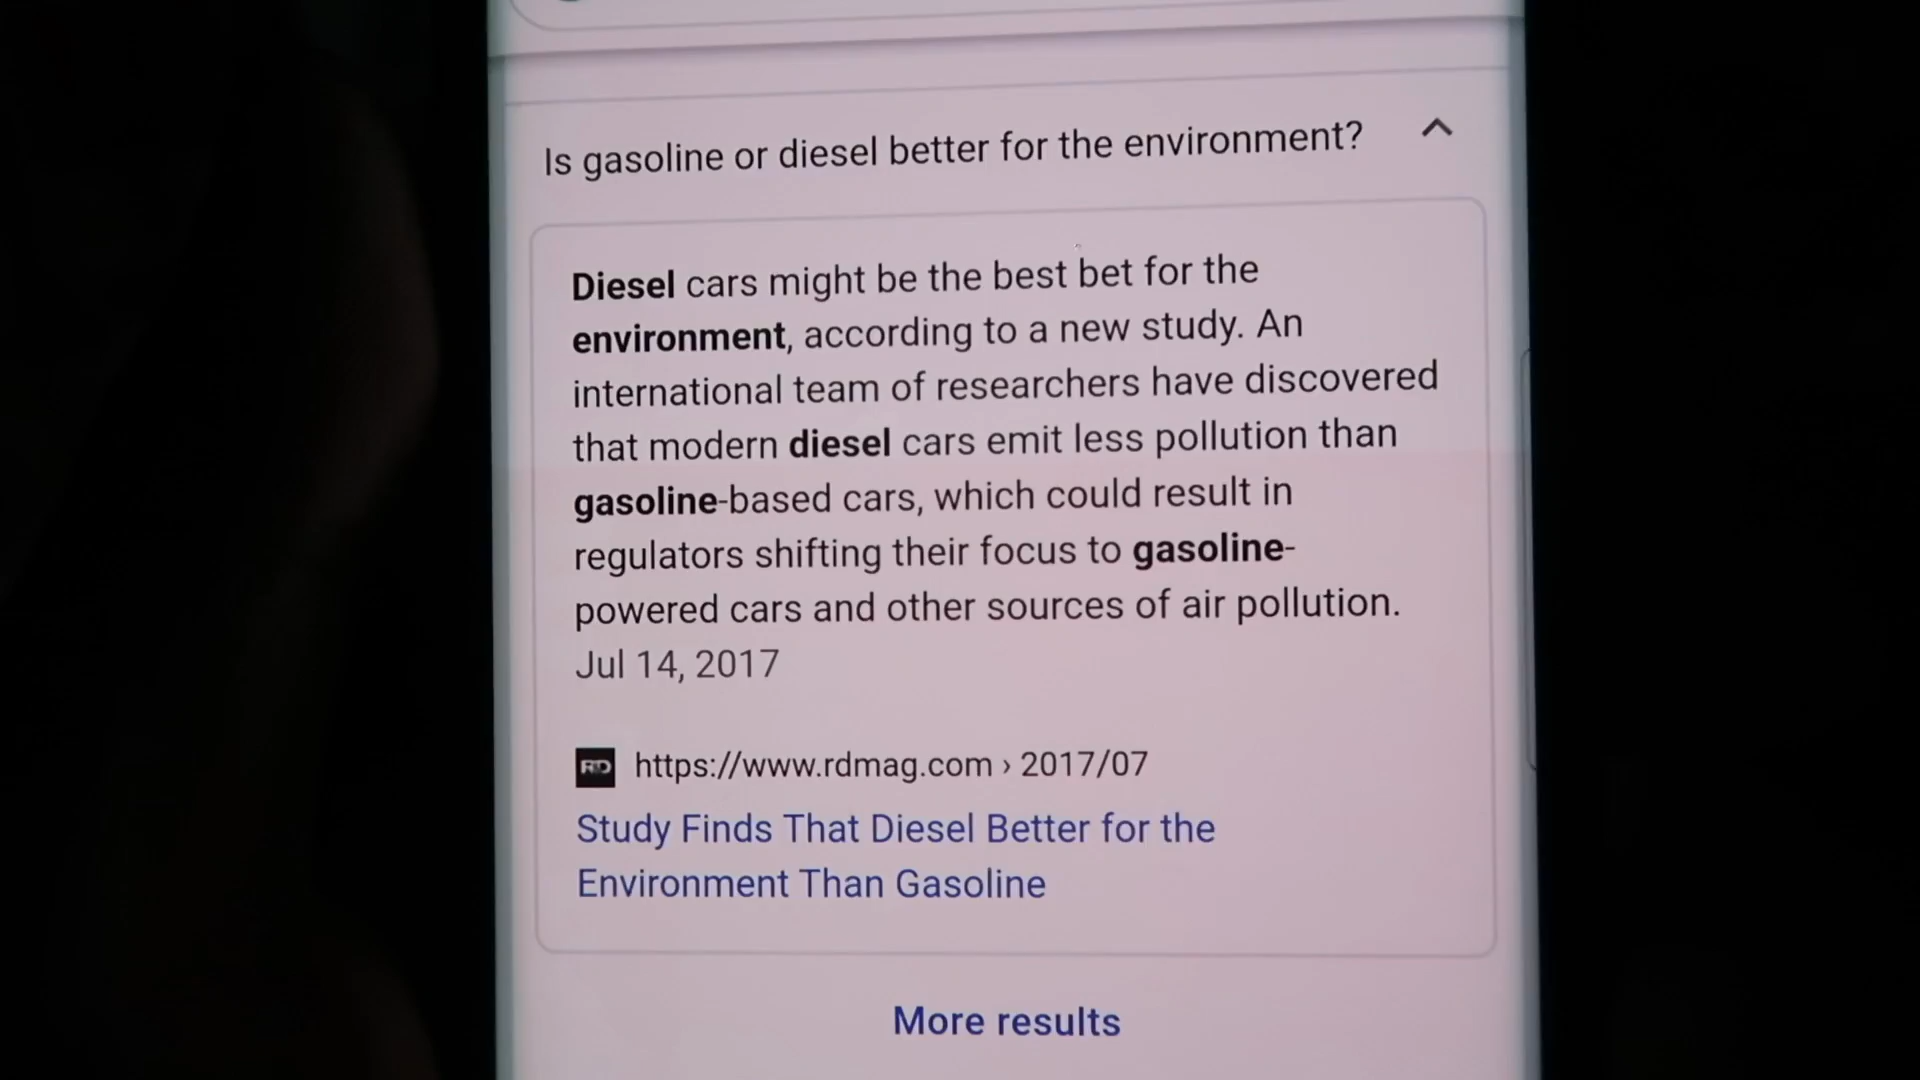 Is gasoline or diesel better for the environment?
Diesel cars might be the best bet for the
environment, according to a new study. An
international team of researchers have discovered
that modern diesel cars emit less pollution than
gasoline-based cars, which could result in
regulators shifting their focus to gasoline-
powered cars and other sources of air pollution.
Jul 14, 2017
RD https://www.rdmag.com › 2017/07
Study Finds That Diesel Better for the
Environment Than Gasoline
More results